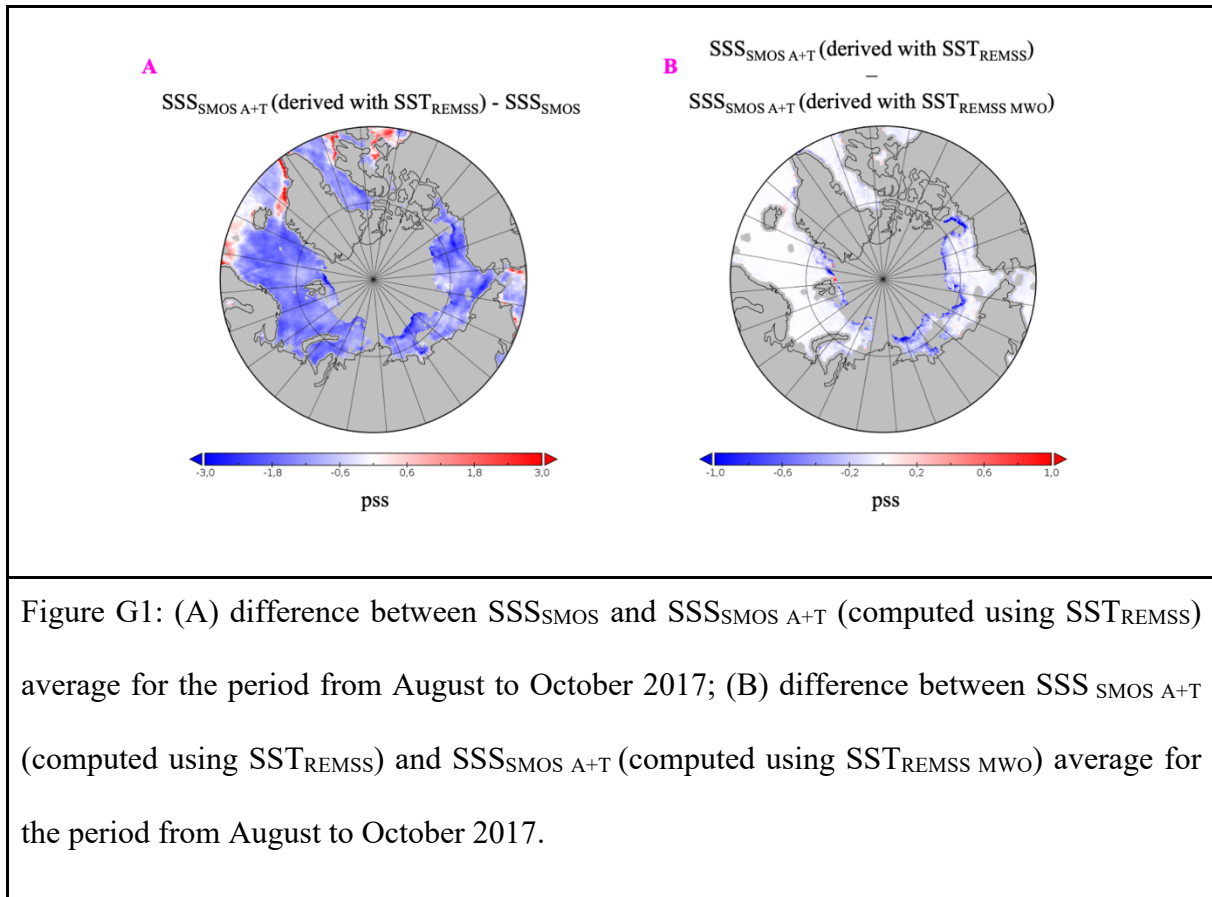 A
SSSSMOS A+T (derived with SSTREMSS) - SSSSMOS
-3,0 -1,8 -0,6 0,6 1,8 3,0
pss
B
SSSSMOS A+T (derived with SSTREMSS)
–
SSSSMOS A+T (derived with SSTREMSS MWO)
-1,0 -0,6 -0,2 0,2 0,6 1,0
pss
Figure G1: (A) difference between SSSSMOS and SSSSMOS A+T (computed using SSTREMSS)
average for the period from August to October 2017; (B) difference between SSS SMOS A+T
(computed using SSTREMSS) and SSSSMOS A+T (computed using SSTREMSS MWO) average for
the period from August to October 2017.